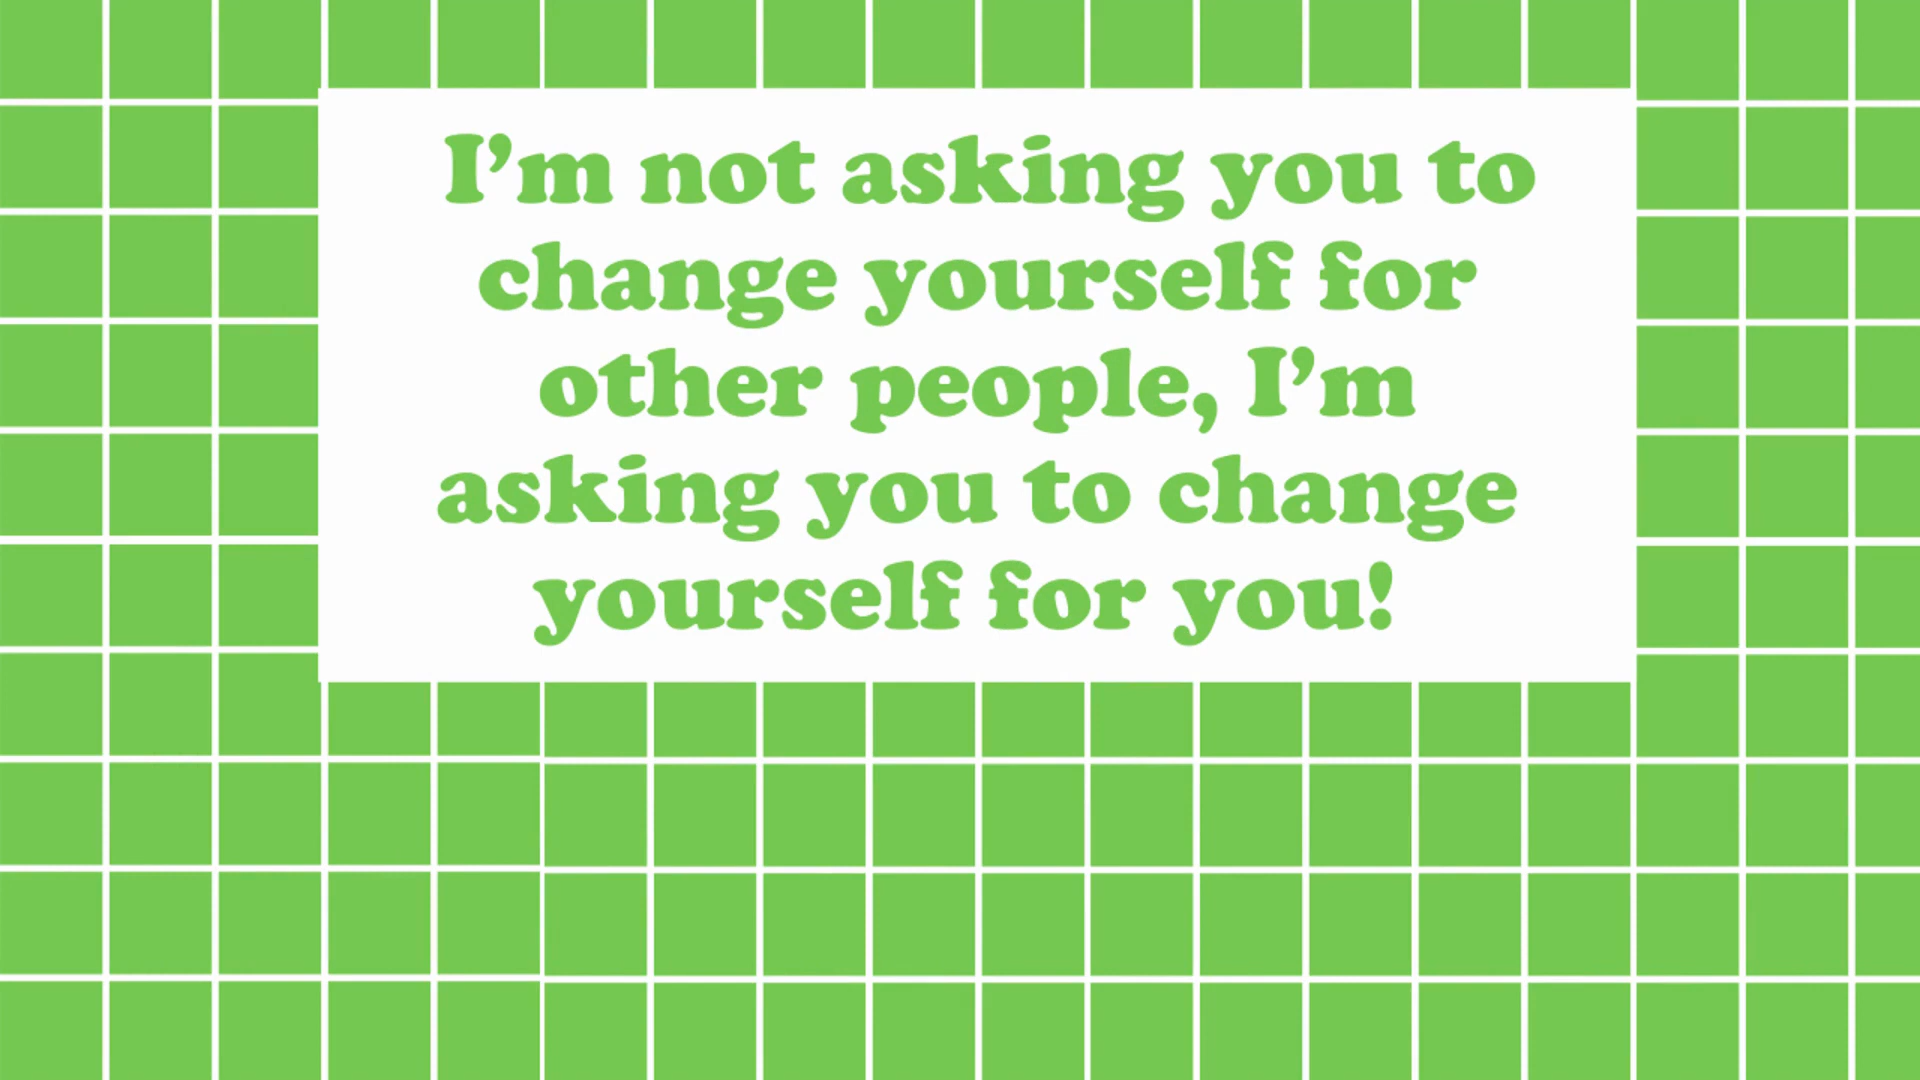 I’m not asking you to
change yourself for
other people, I’m
asking you to change
yourself for you!